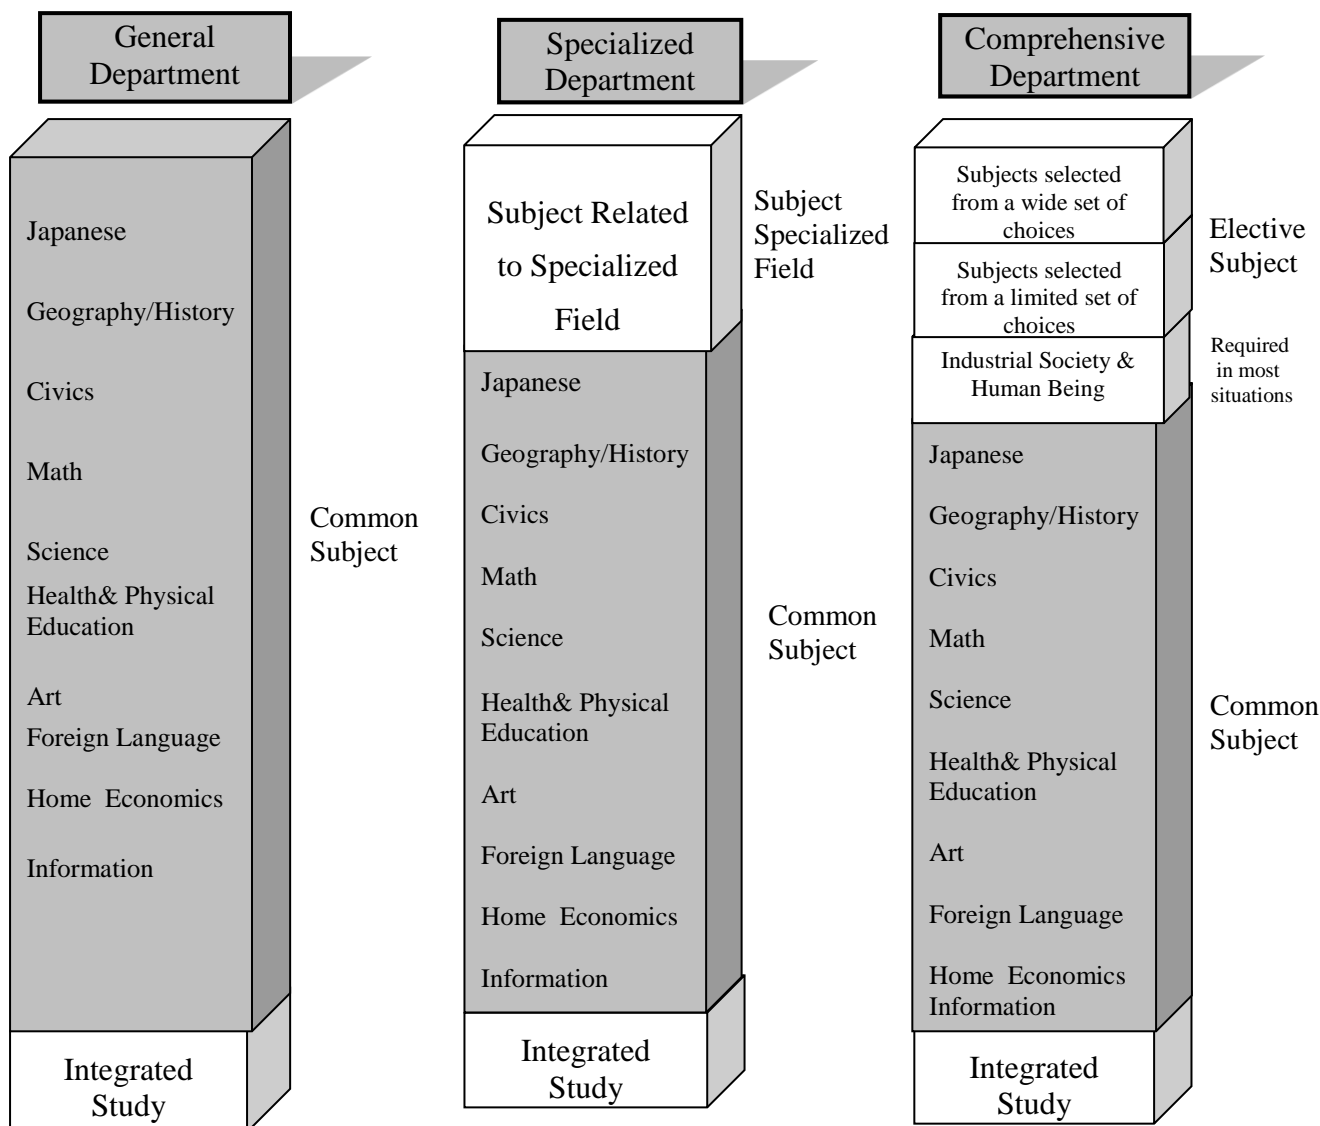 General
Department
Japanese
Geography/History
Civics
Math
Science
Health& Physical
Education
Art
Foreign Language
Home Economics
Information
Integrated
Study
Common
Subject
Specialized
Department
Subject Related
to Specialized
Field
Subject
Specialized
Field
Japanese
Geography/History
Civics
Math
Science
Health& Physical
Education
Art
Foreign Language
Home Economics
Information
Integrated
Study
Common
Subject
Comprehensive
Department
Subjects selected
from a wide set of
choices
Subjects selected
from a limited set of
choices
Elective
Subject
Industrial Society &
Human Being
Required
in most
situations
Japanese
Geography/History
Civics
Math
Science
Health& Physical
Education
Art
Foreign Language
Home Economics
Information
Integrated
Study
Common
Subject